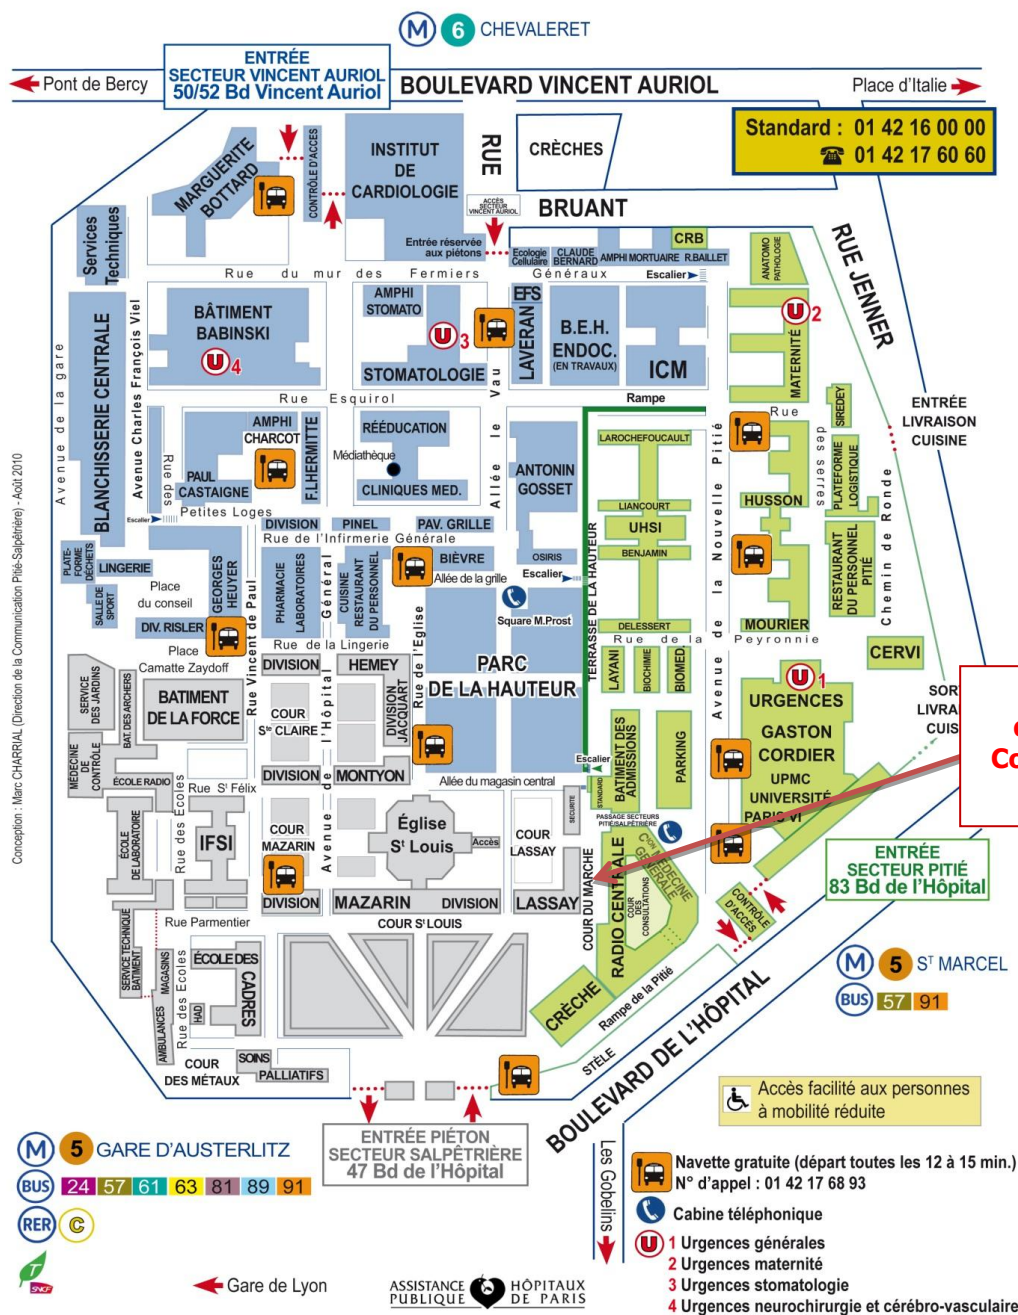 M 6 CHEVALERET
ENTRÉE
SECTEUR VINCENT AURIOL
50/52 Bd Vincent Auriol
Pont de Bercy
BOULEVARD VINCENT AURIOL
Place d'Italie
Standard : 01 42 16 00 00
01 42 17 60 60
MARGUERITE
BOTTARD
CONTRÔLE D'ACCES
INSTITUT
DE
CARDIOLOGIE
RUE
BRUANT
CRÈCHES
ACCÈS
SECTEUR
VINCENT AURIOL
Entrée réservée
aux piétons
Services
Techniques
Ecologie
Cellulaire
CLAUDE
BERNARD
AMPHI MORTUAIRE
R.BAILLET
CRB
Escalier
ANATOMO
PATHOLOGIE
RUE JENNER
Rue du mur des Fermiers Généraux
Avenue de la gare
BLANCHISSERIE CENTRALE
Avenue Charles François Viel
BÂTIMENT
BABINSKI
U 4
AMPHI
STOMATO
U 3
STOMATOLOGIE
EFS
LAVERAN
B.E.H.
ENDOC.
(EN TRAVAUX)
ICM
MATERNITÉ
U 2
Rue Esquirol
Allée le Vau
Rampe
Rue des serres
SIREDEY
ENTRÉE
LIVRAISON
CUISINE
AMPHI
CHARCOT
PAUL
CASTAIGNE
F.LHERMITTE
RÉÉDUCATION
Médiathèque
CLINIQUES MED.
ANTONIN
GOSSET
LAROCHEFOUCAULT
LIANCOURT
UHSI
BENJAMIN
DELESSERT
HUSSON
PLATEFORME
LOGISTIQUE
RESTAURANT
DU PERSONNEL
PITIÉ
MOURIER
Chemin de Ronde
Avenue de la Nouvelle Pitié
TERRASSE DE LA HAUTEUR
Rue des
Petites Loges
Escalier
DIVISION PINEL
PAV. GRILLE
Rue de l'Infirmerie Générale
PLATE-
FORME
DÉCHETS
LINGERIE
SALLE DE
SPORT
GEORGES
HEUYER
PHARMACIE
LABORATOIRES
CUISINE
RESTAURANT
DU PERSONNEL
BIÈVRE
Allée de la grille
OSIRIS
Escalier
Square M.Prost
Place
du conseil
DIV. RISLER
Place
Camatte Zaydoff
Rue Vincent de Paul
Rue de la Lingerie
Rue de l'Eglise
PARC
DE LA HAUTEUR
Rue de la Peyronnie
LAYANI
BIOCHIMIE
BIOMED
CERVI
SERVICE
DES JARDINS
BAT. DES ARCHERS
BATIMENT
DE LA FORCE
DIVISION
HEMEY
COUR
Ste CLAIRE
DIVISION
JACQUART
DIVISION
MONTYON
Avenue de l'Hôpital Général
U 1
URGENCES
GASTON
CORDIER
UPMC
UNIVERSITÉ
PARIS VI
MÉDECINE
DE
CONTRÔLE
ÉCOLE RADIO
Rue St Félix
Allée du magasin central
Escalier
STANDARD
BATIMENT DES
ADMISSIONS
PARKING
SECURITE
PASSAGE SECTEURS
PITIÉ/SALPÊTRIÈRE
ÉCOLE
DE LABORATOIRE
Rue des Ecoles
IFSI
COUR
MAZARIN
DIVISION
Église
St Louis
Accès
COUR
LASSAY
LASSAY
COUR DU MARCHE
RADIO CENTRALE
COUR
DES
CONSULTATIONS
Cion MÉDECINE
GÉNÉRALE
ENTRÉE
SECTEUR PITIÉ
83 Bd de l'Hôpital
CONTRÔLE
D'ACCÈS
MAZARIN DIVISION
Rue Parmentier
COUR St LOUIS
SERVICE TECHNIQUE
BATIMENT
MAGASINS
AMBULANCES
Rue des Ecoles
ÉCOLE DES
CADRES
HAD
CRÈCHE
Rampe de la Pitié
STÈLE
BOULEVARD DE L'HÔPITAL
M 5 ST MARCEL
BUS 57 91
COUR
DES MÉTAUX
SOINS
PALLIATIFS
ENTRÉE PIÉTON
SECTEUR SALPÊTRIÈRE
47 Bd de l'Hôpital
Accès facilité aux personnes
à mobilité réduite
M 5 GARE D'AUSTERLITZ
BUS 24 57 61 63 81 89 91
RER C
SNCF
Gare de Lyon
ASSISTANCE
PUBLIQUE
HÔPITAUX
DE PARIS
Les Gobelins
Navette gratuite (départ toutes les 12 à 15 min.)
N° d'appel : 01 42 17 68 93
Cabine téléphonique
U 1 Urgences générales
2 Urgences maternité
3 Urgences stomatologie
4 Urgences neurochirurgie et cérébro-vasculaire
Conception : Marc CHARRIAL (Direction de la Communication Pitié-Salpêtrière) - Août 2010